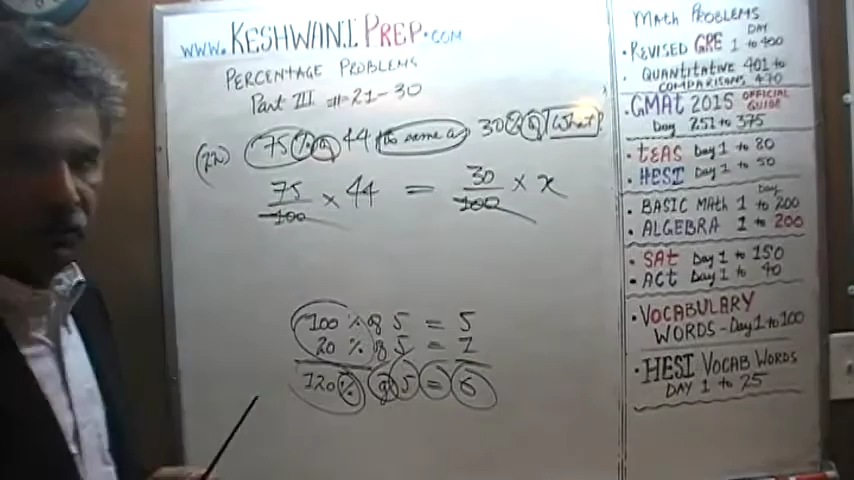 www.KESHWANIPREP.COM
PERCENTAGE PROBLEMS
Part III #21-30
(22) 75% of 44 is same as 30% of What?
75/100 × 44 = 30/100 × x
100 % of 5 = 5
20 % of 5 = 1
120% of 5 = 6
MAth PROBLEMS
• REVISED GRE DAY 1 to 400
• QUANTITATIVE 401 to
COMPARISONS 470
• GMAt 2015 OFFICIAL GUIDE
Day 251 to 375
• tEAS Day 1 to 80
• HESI Day 1 to 50
• BASIC MAth Day 1 to 200
• ALGEBRA 1 to 200
• SAt Day 1 to 150
• ACt Day 1 to 40
• VOCABULARY
WORDS - Day 1 to 100
• HESI VOCAB WORDS
DAY 1 to 25